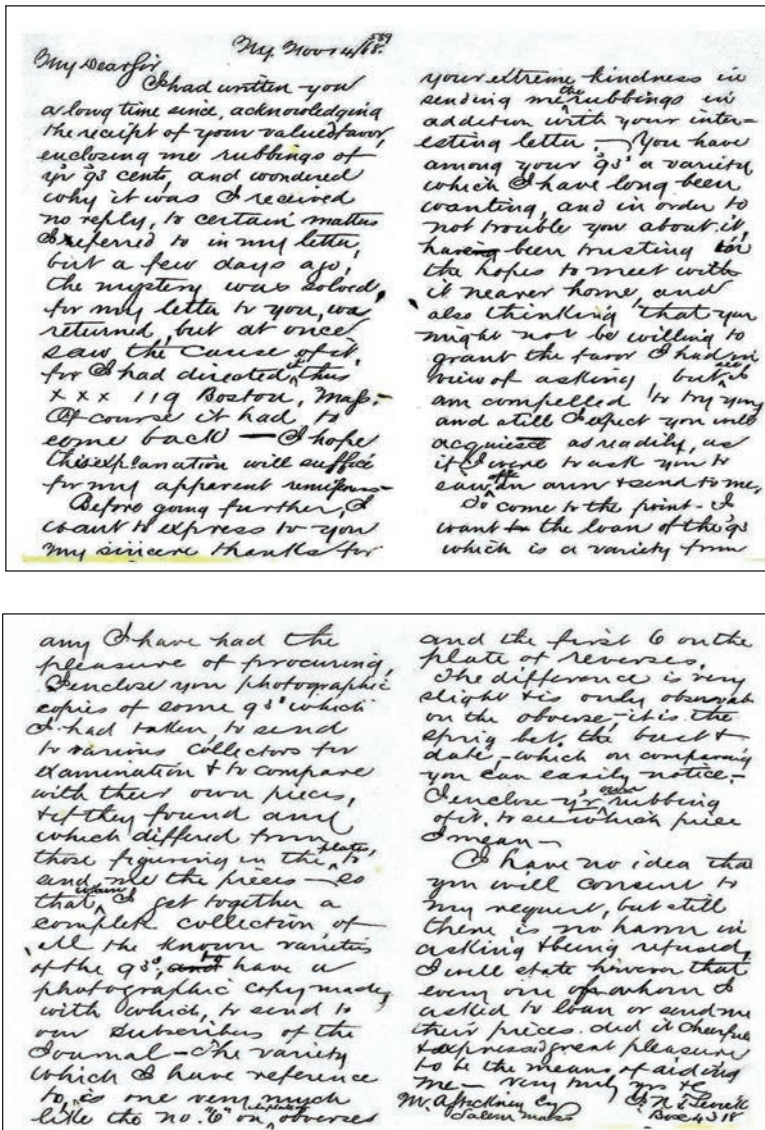 Ny. Nov 14/68.
My Dear Sir
I had written you
a long time since, acknowledging
the receipt of your valued favor,
enclosing me rubbings of
yr 93 cents, and wondered
why it was I received
no reply, to certain matters
I referred to in my letter,
but a few days ago,
the mystery was solved,
for my letter to you, was
returned, but at once
saw the cause of it,
for I had directed it thus
x x x 119 Boston, Mass.-
Of course it had to
come back — I hope
this explanation will suffice
for my apparent
Before going further, I
want to express to you
my sincere thanks for
your extreme kindness in
sending me the rubbings in
addition with your inter-
esting letter. — You have
among your 93s a variety
which I have long been
wanting, and in order to
not trouble you about it,
having been trusting in
the hopes to meet with
it nearer home, and
also thinking that you
might not be willing to
grant the favor I had in
view of asking, but
am compelled to try you
and still I expect you will
acquiesce as readily, as
if I were to ask you to
saw off an arm & send to me,
To come to the point - I
want the loan of the 93
which is a variety from
any I have had the
pleasure of procuring,
I enclose you photographic
copies of some 93s which
I had taken, to send
to various collectors for
examination & to compare
with their own pieces,
& if they found any
which differed from
those figuring in the plates, to
send me the pieces — so
that when I get together a
complete collection, of
all the known varieties
of the 93s, to have a
photographic copy made,
with which, to send to
our subscribers of the
Journal — The variety
which I have reference
to, is one very much
like the no. "6" on obverses
and the first 6 on the
plate of reverses.
The difference is very
slight & is only observat
on the obverse,- it is the
sprig bet. the bust &
date,- which on comparing
you can easily notice.-
I enclose yr own rubbing
of it, to see which piece
I mean —
I have no idea that
you will consent to
my request, but still
there is no harm in
asking & being refused,
I will state however that
every one of whom I
asked to loan or send me
their pieces. did it cheerful
& expressed great pleasure
to be the means of aiding
me — very truly yrs &c
Salem Mass
Box 4318